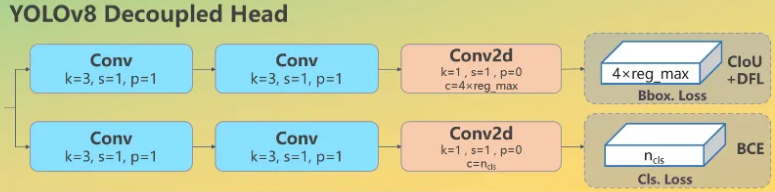 YOLOv8 Decoupled Head
Conv
k=3, s=1, p=1
Conv
k=3, s=1, p=1
Conv2d
k=1 , s=1 , p=0
c=4×reg_max
4×reg_max
CIoU
+DFL
Bbox. Loss
Conv
k=3, s=1, p=1
Conv
k=3, s=1, p=1
Conv2d
k=1 , s=1 , p=0
c=n_cls
n_cls
BCE
Cls. Loss